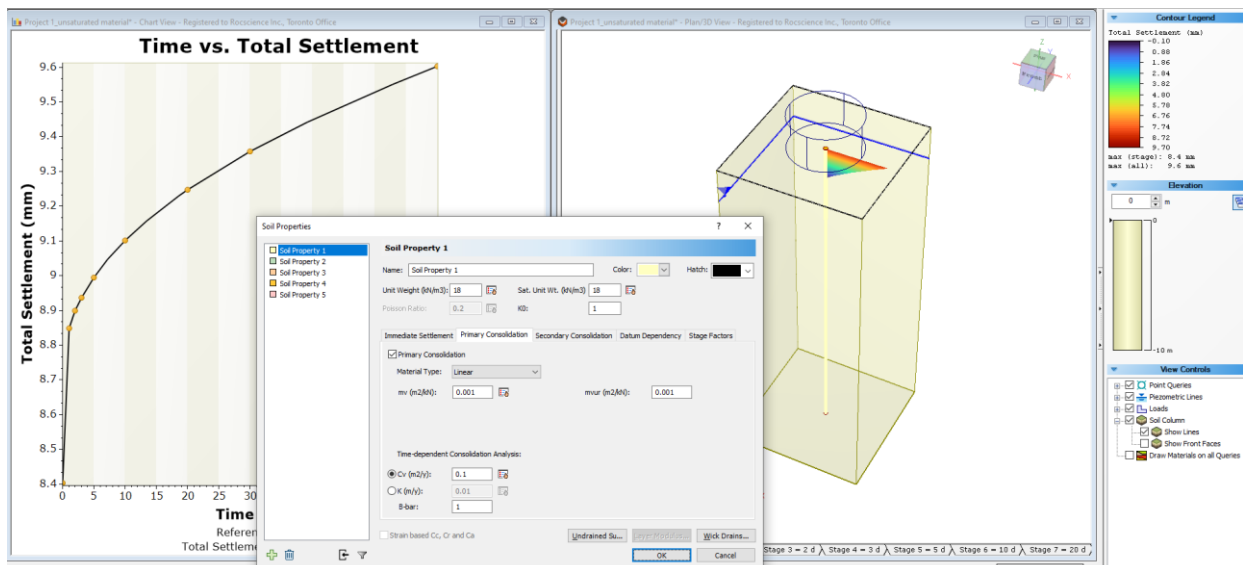 Project 1_unsaturated material* - Chart View - Registered to Rocscience Inc., Toronto Office
Time vs. Total Settlement
Total Settlement (mm)
9.6
9.5
9.4
9.3
9.2
9.1
9
8.9
8.8
8.7
8.6
8.5
8.4
0 5 10 15 20 25 30
Time
Referen
Total Settleme
Project 1_unsaturated material* - Plan/3D View - Registered to Rocscience Inc., Toronto Office
Z
Y
X
Soil Properties
? ×
Soil Property 1
Soil Property 2
Soil Property 3
Soil Property 4
Soil Property 5
Soil Property 1
Name: Soil Property 1 Color: Hatch:
Unit Weight (kN/m3): 18 Sat. Unit Wt. (kN/m3) 18
Poisson Ratio: 0.2 K0: 1
Immediate Settlement Primary Consolidation Secondary Consolidation Datum Dependency Stage Factors
Primary Consolidation
Material Type: Linear
mv (m2/kN): 0.001 mvur (m2/kN): 0.001
Time-dependent Consolidation Analysis:
Cv (m2/y): 0.1
K (m/y): 0.01
B-bar: 1
Strain based Cc, Cr and Ca
Undrained Su... Wick Drains...
OK Cancel
Stage 3 = 2 d Stage 4 = 3 d Stage 5 = 5 d Stage 6 = 10 d Stage 7 = 20 d
Contour Legend
Total Settlement (mm)
-0.10
0.88
1.86
2.84
3.82
4.80
5.78
6.76
7.74
8.72
9.70
max (stage): 8.4 mm
max (all): 9.6 mm
Elevation
0 m
0
-10 m
View Controls
Point Queries
Piezometric Lines
Loads
Soil Column
Show Lines
Show Front Faces
Draw Materials on all Queries